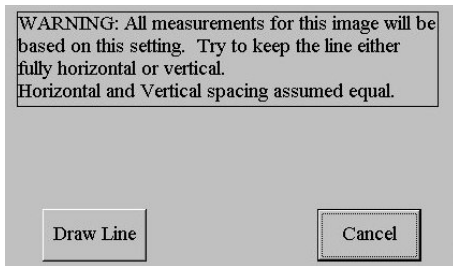 WARNING: All measurements for this image will be
based on this setting. Try to keep the line either
fully horizontal or vertical.
Horizontal and Vertical spacing assumed equal.
Draw Line
Cancel